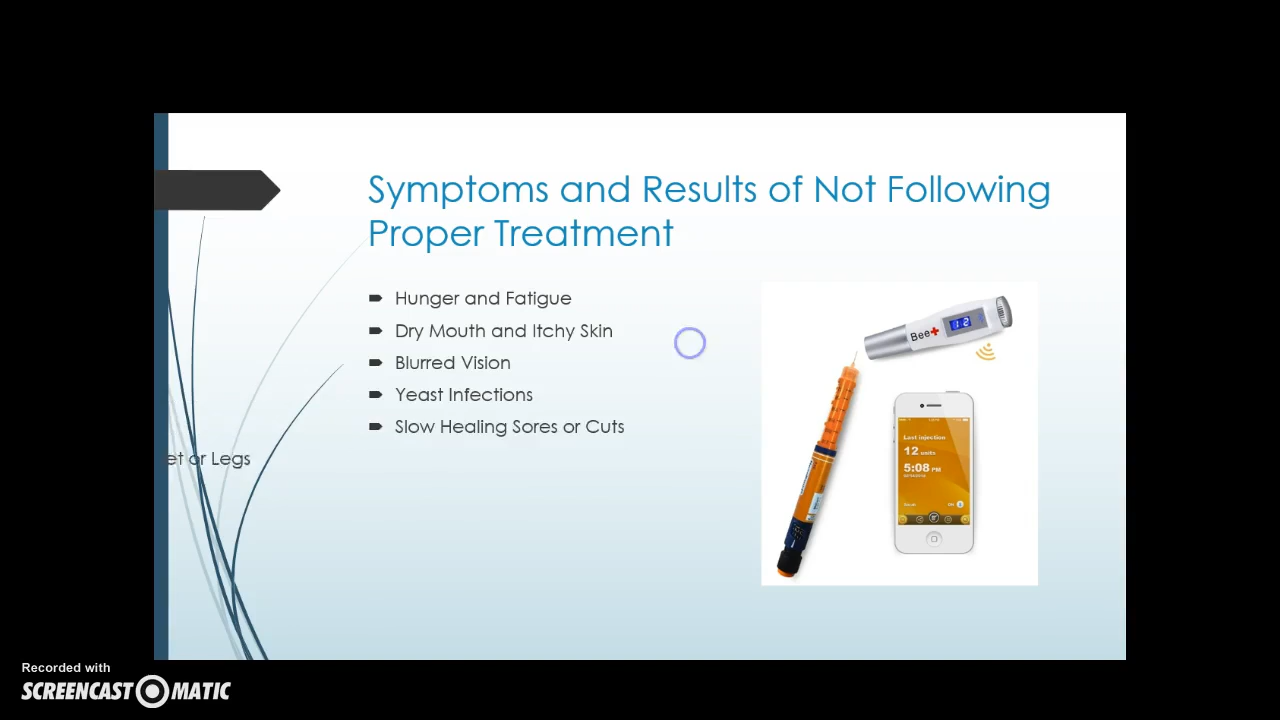 Symptoms and Results of Not Following
Proper Treatment
Hunger and Fatigue
Dry Mouth and Itchy Skin
Blurred Vision
Yeast Infections
Slow Healing Sores or Cuts
et or Legs
Bee+
12
Last injection
12 units
5:08 PM
ON
Recorded with
SCREENCAST MATIC